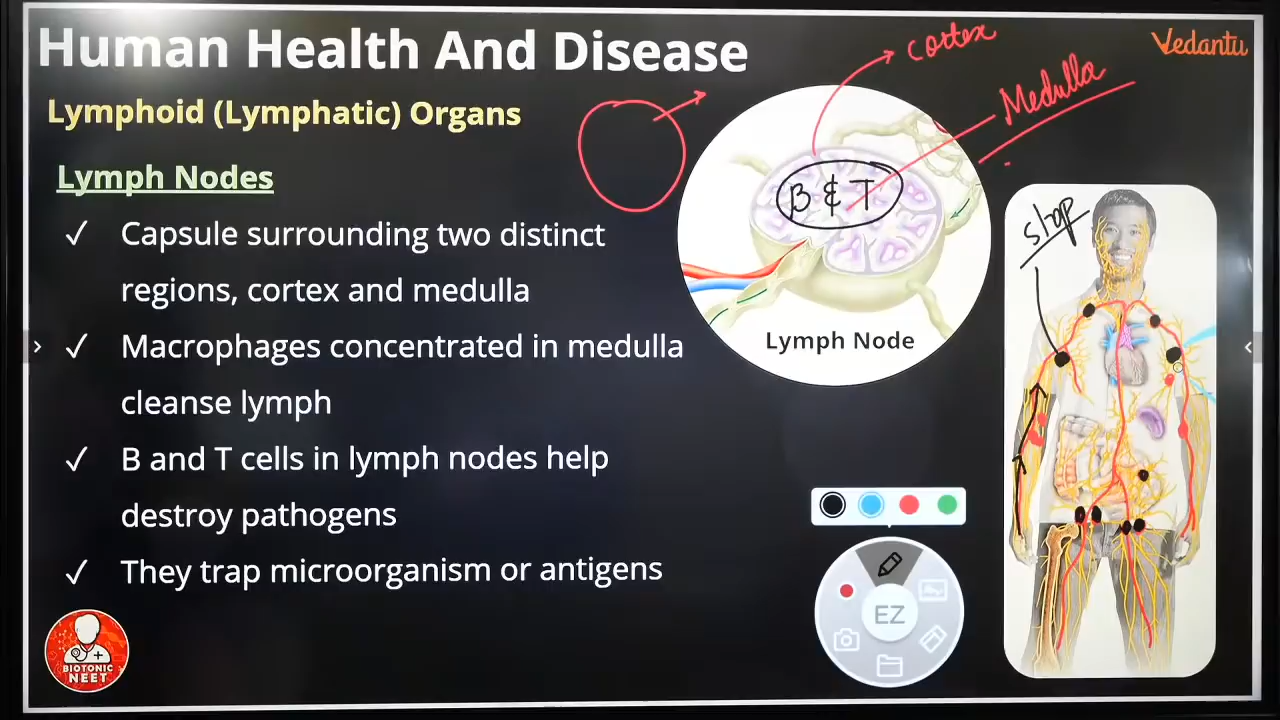 Human Health And Disease
Vedantu
Lymphoid (Lymphatic) Organs
cortex
Medulla
Lymph Nodes
✓ Capsule surrounding two distinct
regions, cortex and medulla
✓ Macrophages concentrated in medulla
cleanse lymph
✓ B and T cells in lymph nodes help
destroy pathogens
✓ They trap microorganism or antigens
B & T
Lymph Node
stop
EZ
BIOTONIC
NEET